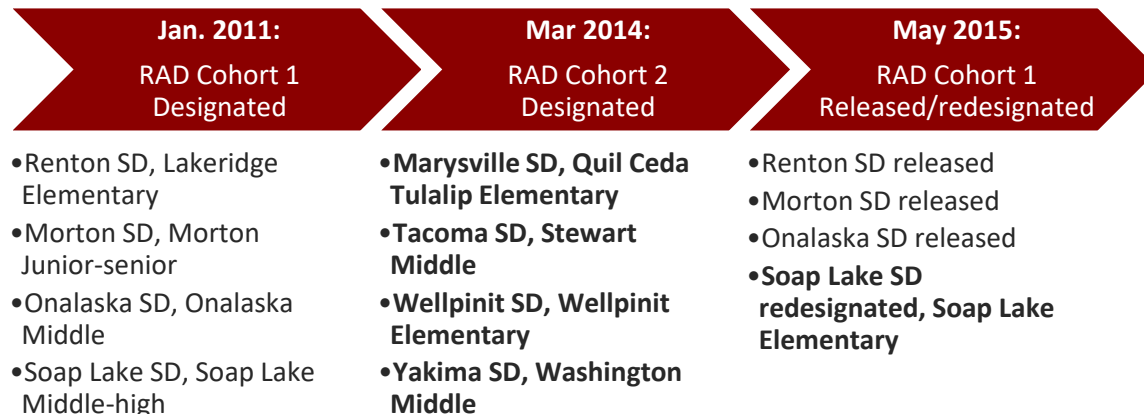 Jan. 2011:
RAD Cohort 1
Designated
•Renton SD, Lakeridge
Elementary
•Morton SD, Morton
Junior-senior
•Onalaska SD, Onalaska
Middle
•Soap Lake SD, Soap Lake
Middle-high
Mar 2014:
RAD Cohort 2
Designated
•Marysville SD, Quil Ceda
Tulalip Elementary
•Tacoma SD, Stewart
Middle
•Wellpinit SD, Wellpinit
Elementary
•Yakima SD, Washington
Middle
May 2015:
RAD Cohort 1
Released/redesignated
•Renton SD released
•Morton SD released
•Onalaska SD released
•Soap Lake SD
redesignated, Soap Lake
Elementary